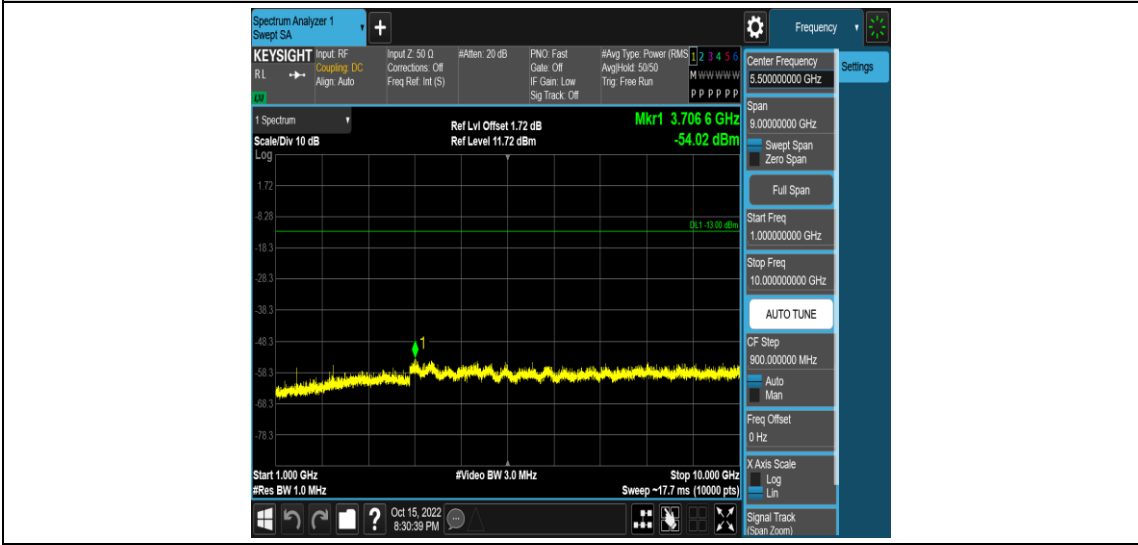 Spectrum Analyzer 1
Swept SA
+
Frequency
KEYSIGHT
RL
Input: RF
Coupling: DC
Align: Auto
Input Z: 50 Ω
Corrections: Off
Freq Ref: Int (S)
#Atten: 20 dB
PNO: Fast
Gate: Off
IF Gain: Low
Sig Track: Off
#Avg Type: Power (RMS
Avg|Hold: 50/50
Trig: Free Run
1 2 3 4 5 6
M W W W W W
P P P P P P
1 Spectrum
Scale/Div 10 dB
Log
Ref Lvl Offset 1.72 dB
Ref Level 11.72 dBm
Mkr1 3.706 6 GHz
-54.02 dBm
1.72
-8.28
-18.3
-28.3
-38.3
-48.3
-58.3
-68.3
-78.3
DL1 -13.00 dBm
1
Start 1.000 GHz
#Res BW 1.0 MHz
#Video BW 3.0 MHz
Stop 10.000 GHz
Sweep ~17.7 ms (10000 pts)
?
Oct 15, 2022
8:30:39 PM
Center Frequency
5.50000000 GHz
Settings
Span
9.00000000 GHz
Swept Span
Zero Span
Full Span
Start Freq
1.000000000 GHz
Stop Freq
10.000000000 GHz
AUTO TUNE
CF Step
900.000000 MHz
Auto
Man
Freq Offset
0 Hz
X Axis Scale
Log
Lin
Signal Track
(Span Zoom)